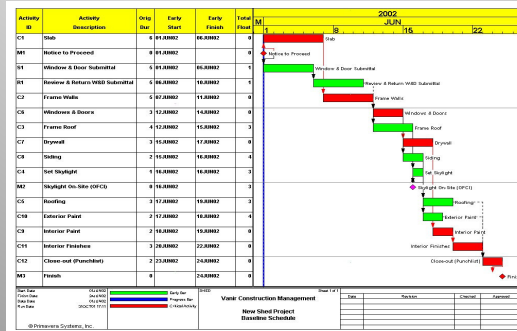 Activity ID Activity Description Orig Dur Early Start Early Finish Total Float 2002
M JUN
1 8 15 22
C1 Slab 6 01JUN02 06JUN02 0 Slab
M1 Notice to Proceed 0 01JUN02 0 Notice to Proceed
S1 Window & Door Submittal 5 01JUN02 05JUN02 1 Window & Door Submittal
R1 Review & Return W&D Submittal 5 06JUN02 10JUN02 1 Review & Return W&D Submittal
C2 Frame Walls 5 07JUN02 11JUN02 0 Frame Walls
C6 Windows & Doors 3 12JUN02 14JUN02 0 Windows & Doors
C3 Frame Roof 4 12JUN02 15JUN02 3 Frame Roof
C7 Drywall 3 15JUN02 17JUN02 0 Drywall
C8 Siding 2 15JUN02 16JUN02 4 Siding
C4 Set Skylight 1 16JUN02 16JUN02 3 Set Skylight
M2 Skylight On-Site (OFCI) 0 16JUN02 3 Skylight On-Site (OFCI)
C5 Roofing 3 17JUN02 19JUN02 3 Roofing
C10 Exterior Paint 2 17JUN02 18JUN02 4 Exterior Paint
C9 Interior Paint 2 18JUN02 19JUN02 0 Interior Paint
C11 Interior Finishes 3 20JUN02 22JUN02 0 Interior Finishes
C12 Close-out (Punchlist) 2 23JUN02 24JUN02 0 Close-out (Punchlist)
M3 Finish 0 24JUN02 0
Start Date
Finish Date
Data Date
Run Date
Early Bar
Progress Bar
Critical Activity
Sheet 1 of 1
Vanir Construction Management
New Shed Project
Baseline Schedule
Date Revision Checked
© Primavera Systems, Inc.